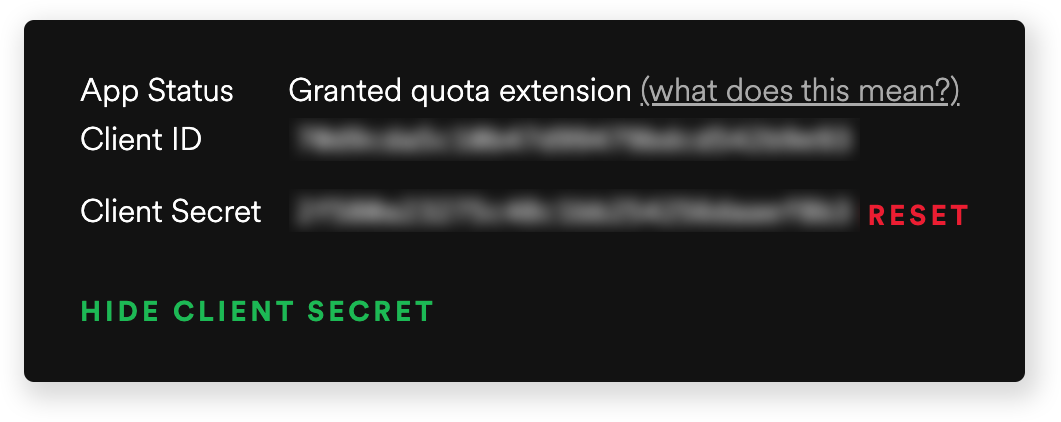 App Status Granted quota extension (what does this mean?)
Client ID
Client Secret RESET
HIDE CLIENT SECRET